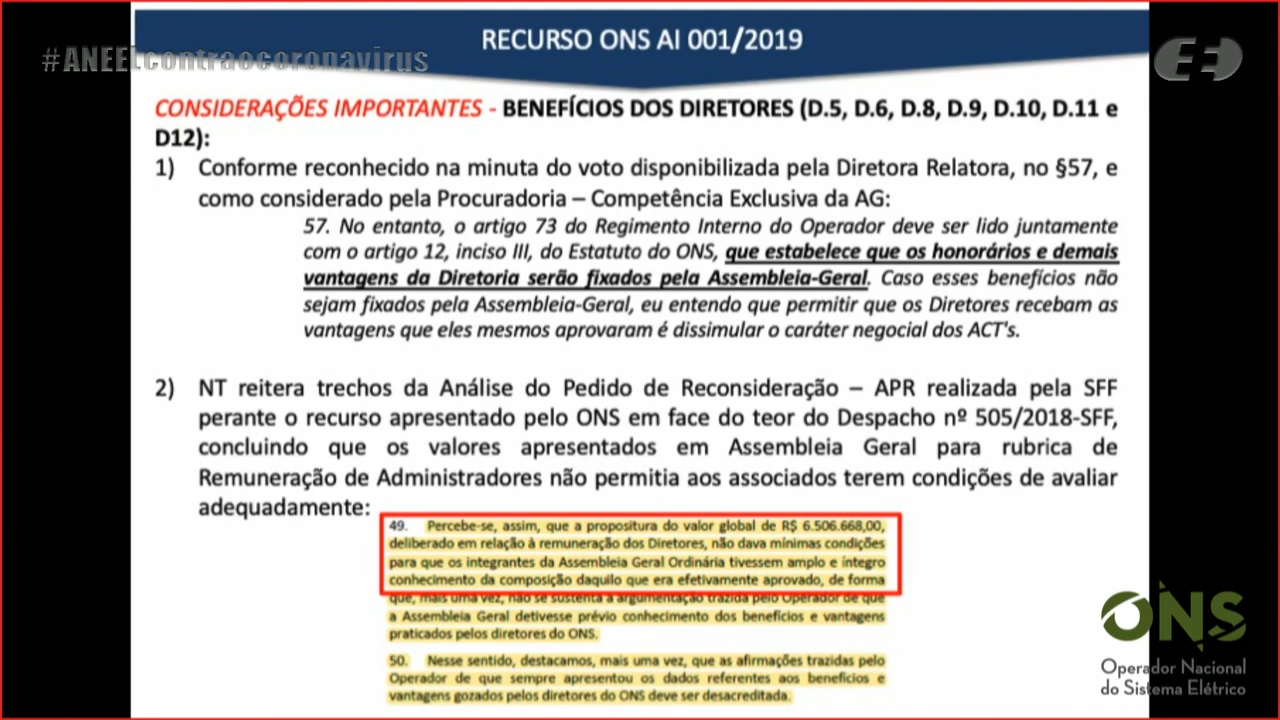 RECURSO ONS AI 001/2019
#ANEELcontraocoronavirus
CONSIDERAÇÕES IMPORTANTES - BENEFÍCIOS DOS DIRETORES (D.5, D.6, D.8, D.9, D.10, D.11 e
D12):
1) Conforme reconhecido na minuta do voto disponibilizada pela Diretora Relatora, no §57, e
como considerado pela Procuradoria – Competência Exclusiva da AG:
57. No entanto, o artigo 73 do Regimento Interno do Operador deve ser lido juntamente
com o artigo 12, inciso III, do Estatuto do ONS, que estabelece que os honorários e demais
vantagens da Diretoria serão fixados pela Assembleia-Geral. Caso esses benefícios não
sejam fixados pela Assembleia-Geral, eu entendo que permitir que os Diretores recebam as
vantagens que eles mesmos aprovaram é dissimular o caráter negocial dos ACT's.
2) NT reitera trechos da Análise do Pedido de Reconsideração – APR realizada pela SFF
perante o recurso apresentado pelo ONS em face do teor do Despacho nº 505/2018-SFF,
concluindo que os valores apresentados em Assembleia Geral para rubrica de
Remuneração de Administradores não permitia aos associados terem condições de avaliar
adequadamente:
49. Percebe-se, assim, que a propositura do valor global de R$ 6.506.668,00,
deliberado em relação à remuneração dos Diretores, não dava mínimas condições
para que os integrantes da Assembleia Geral Ordinária tivessem amplo e íntegro
conhecimento da composição daquilo que era efetivamente aprovado, de forma
que, mais uma vez, não se sustenta a argumentação trazida pelo Operador de que
a Assembleia Geral detivesse prévio conhecimento dos benefícios e vantagens
praticados pelos diretores do ONS.
50. Nesse sentido, destacamos, mais uma vez, que as afirmações trazidas pelo
Operador de que sempre apresentou os dados referentes aos benefícios e
vantagens gozados pelos diretores do ONS deve ser desacreditada.
ONS
Operador Nacional
do Sistema Elétrico